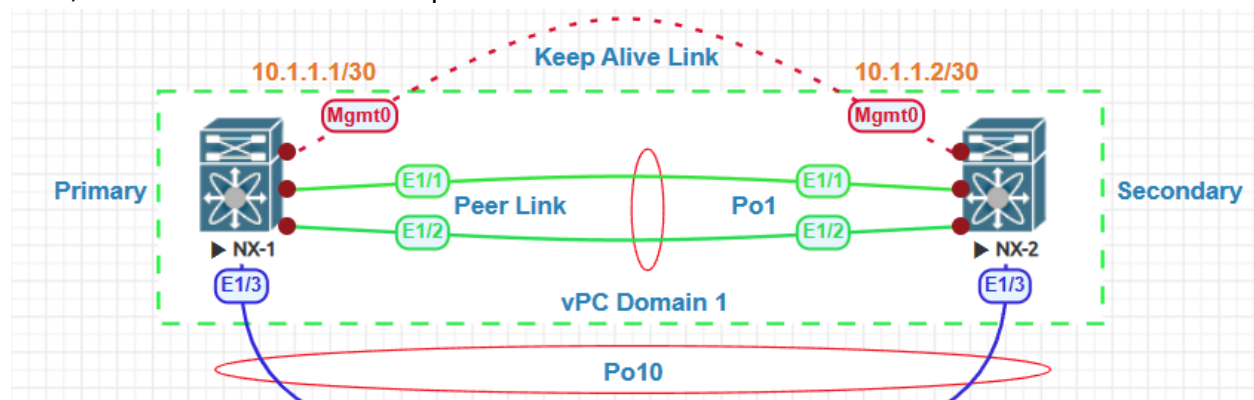 Keep Alive Link
10.1.1.1/30
10.1.1.2/30
Mgmt0
Mgmt0
Primary
E1/1
E1/1
Secondary
Peer Link
Po1
E1/2
E1/2
NX-1
NX-2
E1/3
E1/3
vPC Domain 1
Po10